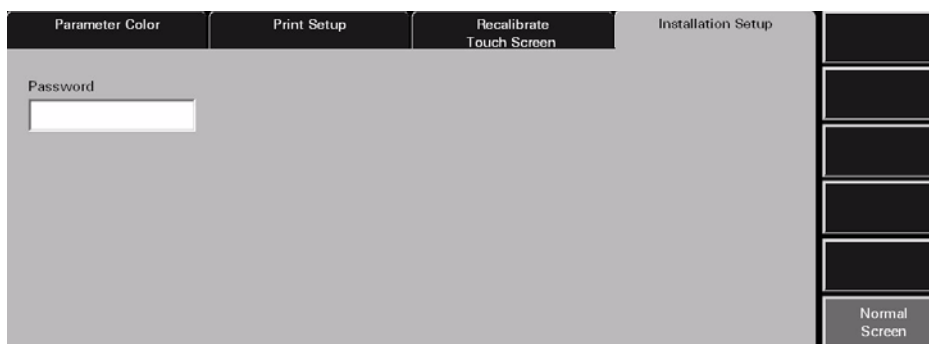 Parameter Color
Print Setup
Recalibrate
Touch Screen
Installation Setup
Password
Normal
Screen